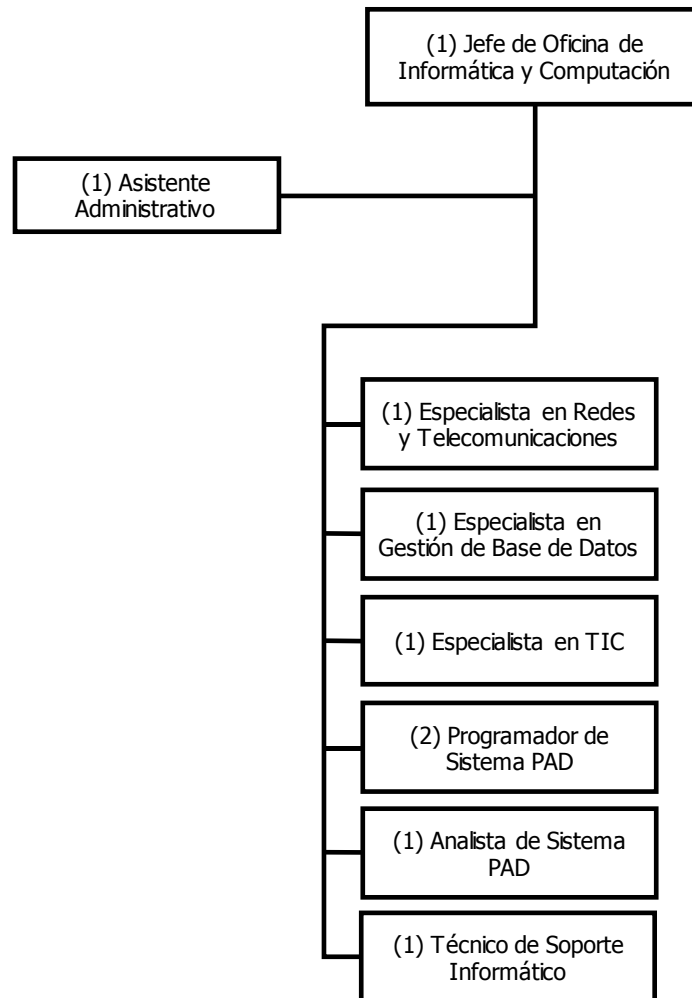 (1) Jefe de Oficina de
Informática y Computación
(1) Asistente
Administrativo
(1) Especialista en Redes
y Telecomunicaciones
(1) Especialista en
Gestión de Base de Datos
(1) Especialista en TIC
(2) Programador de
Sistema PAD
(1) Analista de Sistema
PAD
(1) Técnico de Soporte
Informático